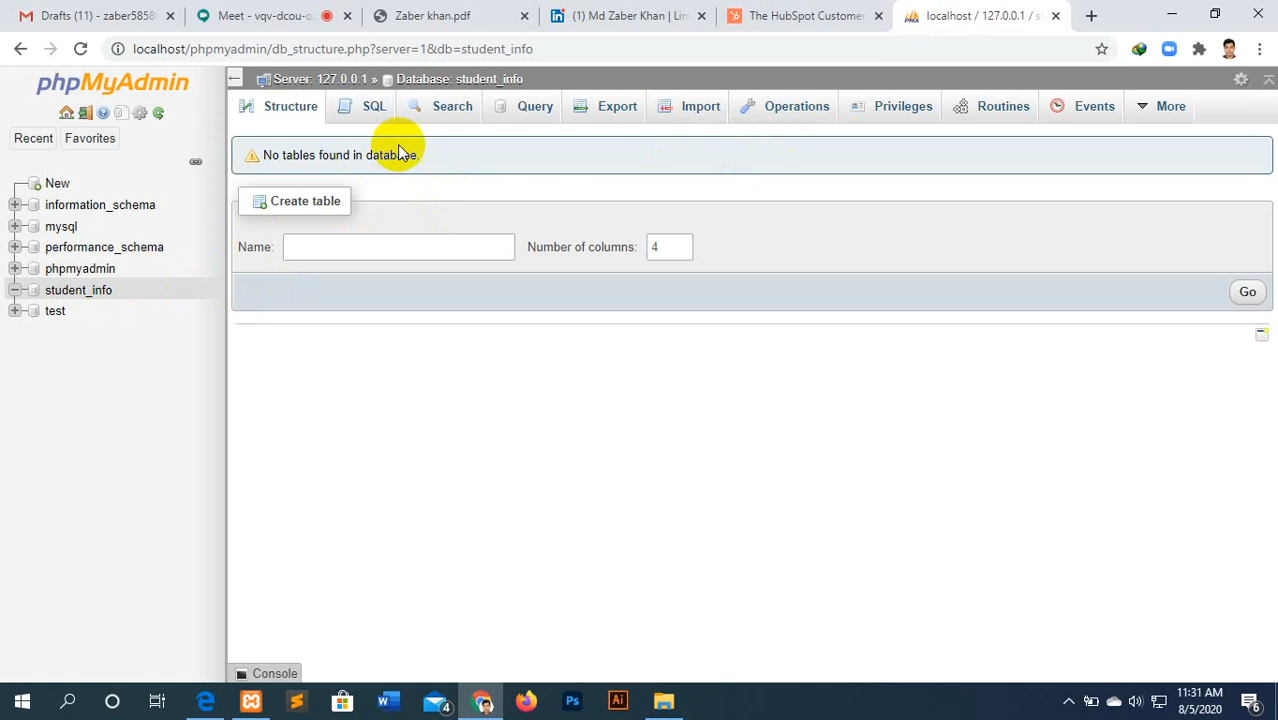 Drafts (11) - zaber5858
Meet - vqv-dcou-o
Zaber khan.pdf
(1) Md Zaber Khan | Lin
The HubSpot Customer
localhost / 127.0.0.1 / s
localhost/phpmyadmin/db_structure.php?server=1&db=student_info
phpMyAdmin
Recent
Favorites
New
information_schema
mysql
performance_schema
phpmyadmin
student_info
test
Server: 127.0.0.1 » Database: student_info
Structure
SQL
Search
Query
Export
Import
Operations
Privileges
Routines
Events
More
No tables found in database.
Create table
Name:
Number of columns: 4
Go
Console
4
11:31 AM
8/5/2020
6